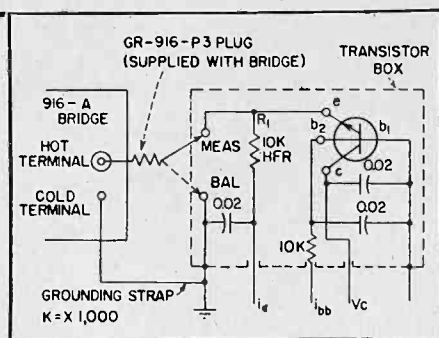 GR-916-P3 PLUG
(SUPPLIED WITH BRIDGE)
TRANSISTOR
BOX
916-A
BRIDGE
HOT
TERMINAL
COLD
TERMINAL
MEAS
BAL
R1
10K
HFR
e
b2
b1
c
0.02
0.02
0.02
10K
GROUNDING STRAP
K = X 1,000
ibb
Vc